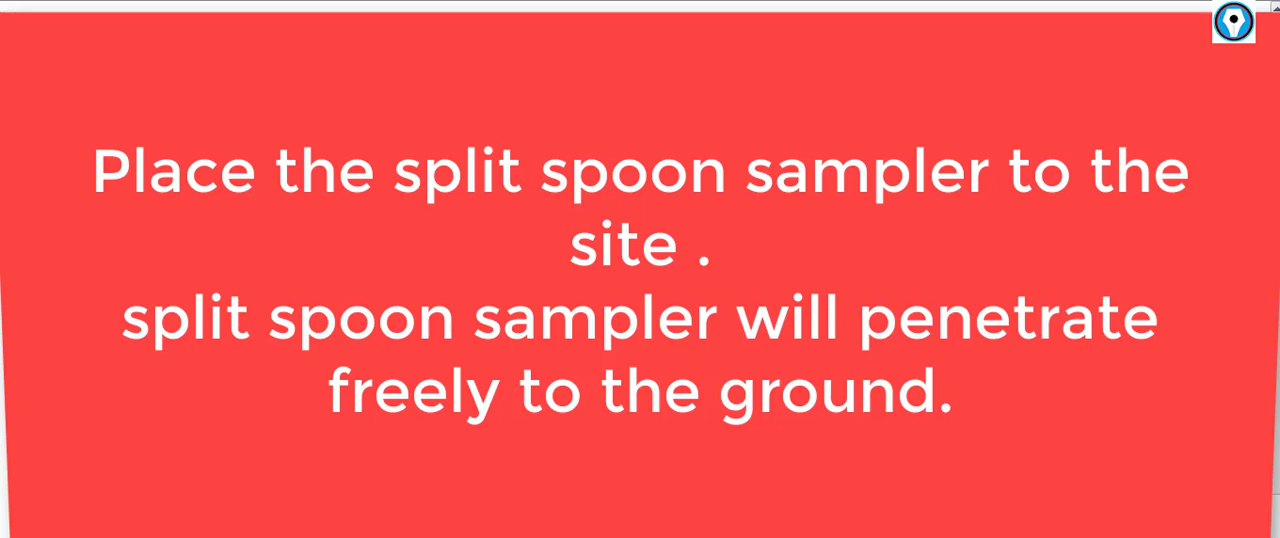 Place the split spoon sampler to the
site .
split spoon sampler will penetrate
freely to the ground.